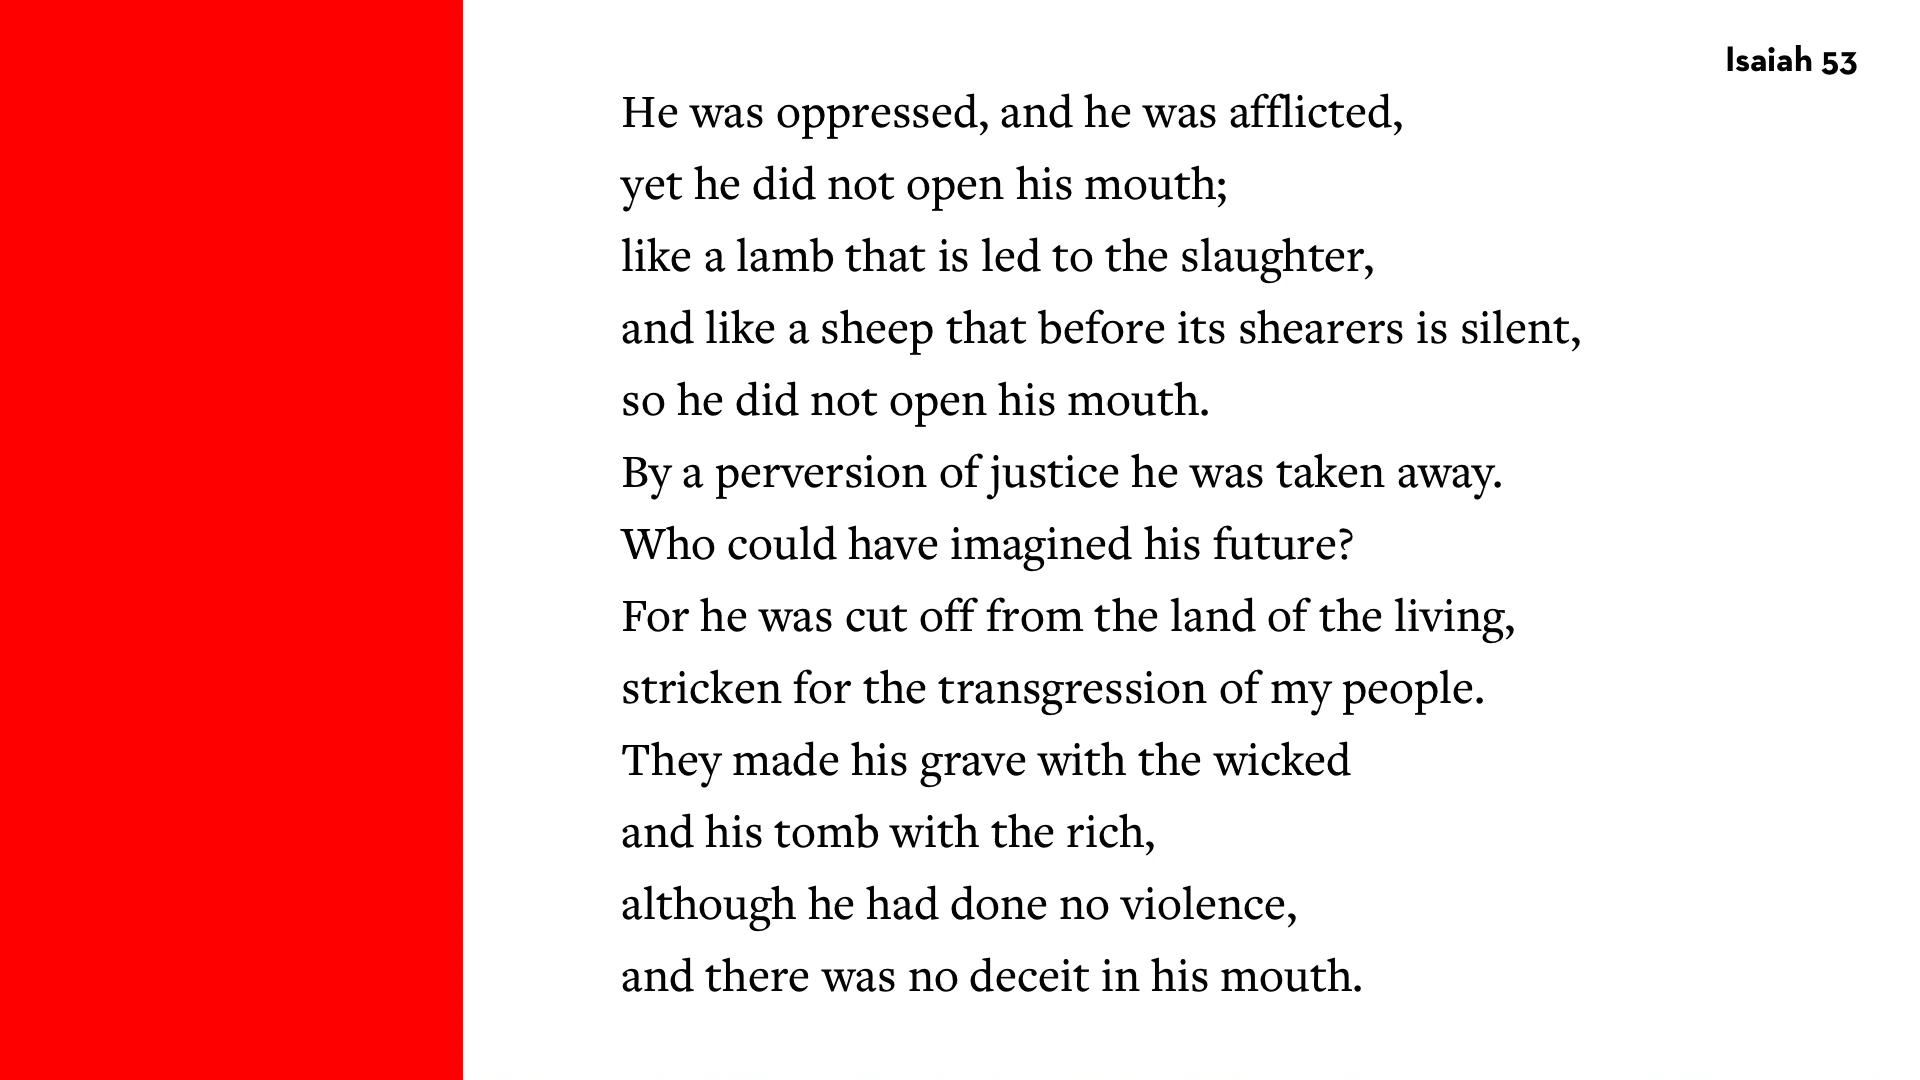 Isaiah 53
He was oppressed, and he was afflicted,
yet he did not open his mouth;
like a lamb that is led to the slaughter,
and like a sheep that before its shearers is silent,
so he did not open his mouth.
By a perversion of justice he was taken away.
Who could have imagined his future?
For he was cut off from the land of the living,
stricken for the transgression of my people.
They made his grave with the wicked
and his tomb with the rich,
although he had done no violence,
and there was no deceit in his mouth.